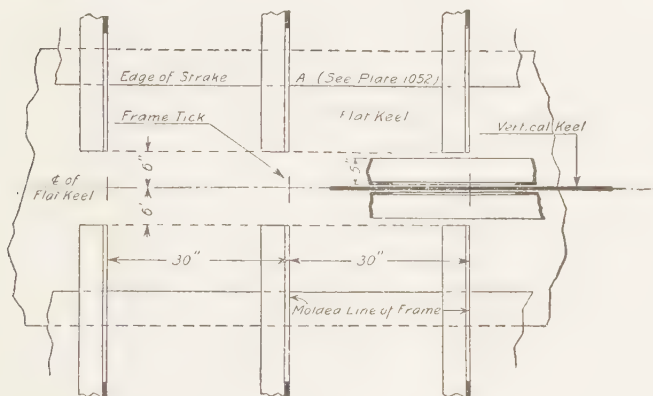 Edge of Strake
A (See Plate 1052)
Flat Keel
Frame Tick
Vertical Keel
5"
6"
℄ of
Flat Keel
6'
30"
30"
Molded Line of Frame